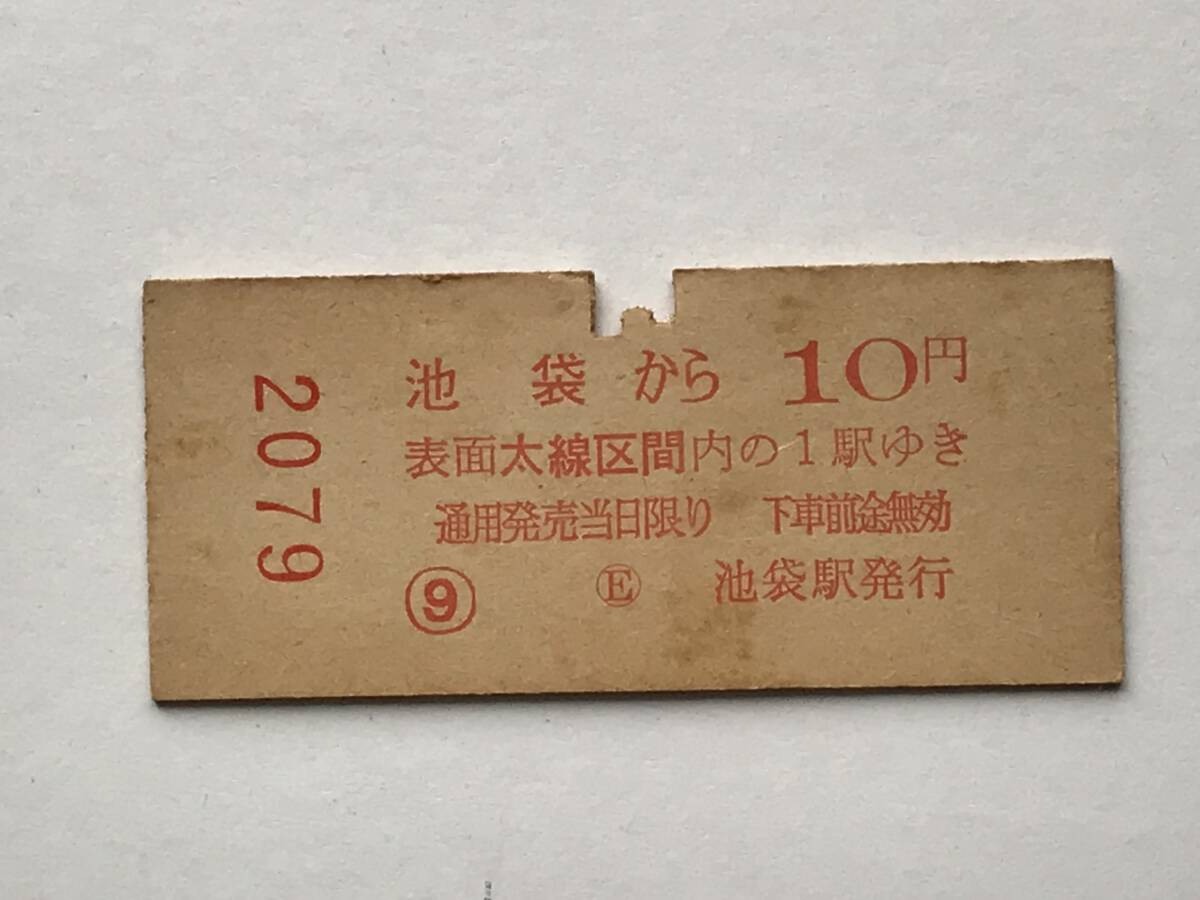 2079
池袋から 10円
表面太線区間内の1駅ゆき
通用発売当日限り 下車前途無効
⑨ Ⓔ 池袋駅発行